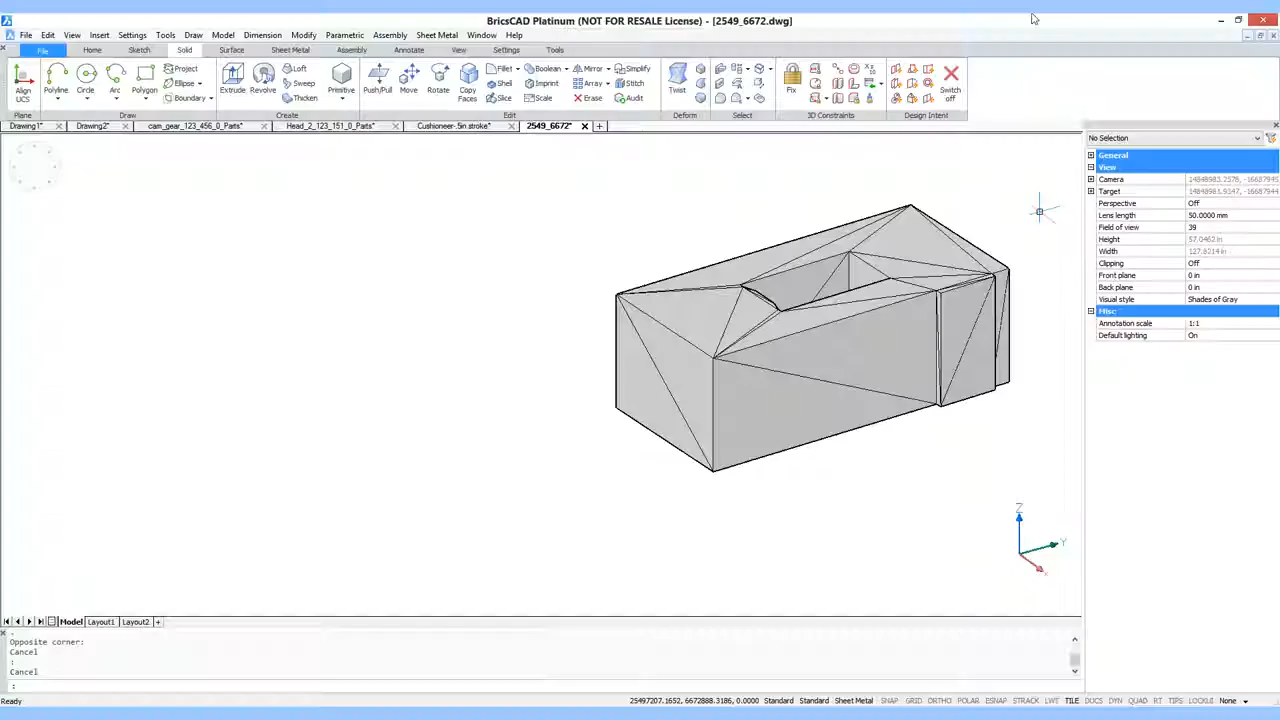 BricsCAD Platinum (NOT FOR RESALE License) - [2549_6672.dwg]
File Edit View Insert Settings Tools Draw Model Dimension Modify Parametric Assembly Sheet Metal Window Help
File Home Sketch Solid Surface Sheet Metal Assembly Annotate View Settings Tools
Align UCS
Polyline Circle Arc Polygon
Project
Ellipse
Boundary
Extrude Revolve
Loft
Sweep
Thicken
Primitive
Push/Pull Move Rotate Copy Faces
Fillet Boolean Mirror Simplify
Shell Imprint Array Stitch
Slice Scale Erase Audit
Twist
Fix
Switch off
Plane Draw Create Edit Deform Select 3D Constraints Design Intent
Drawing1* Drawing2* cam_gear_123_456_0_Parts* Head_2_123_151_0_Parts* Cushioneer-.5in stroke* 2549_6672*
No Selection
General
View
Camera
Target
Perspective Off
Lens length 50.0000 mm
Field of view 39
Height
Width
Clipping Off
Front plane 0 in
Back plane 0 in
Visual style Shades of Gray
Misc
Annotation scale 1:1
Default lighting On
Z
Y
X
Model Layout1 Layout2 +
Opposite corner:
Cancel
:
Cancel
:
Ready 25497207.1652, 6672888.3186, 0.0000 Standard Standard Sheet Metal SNAP GRID ORTHO POLAR ESNAP STRACK LWT TILE DUCS DYN QUAD RT TIPS LOCKUI None